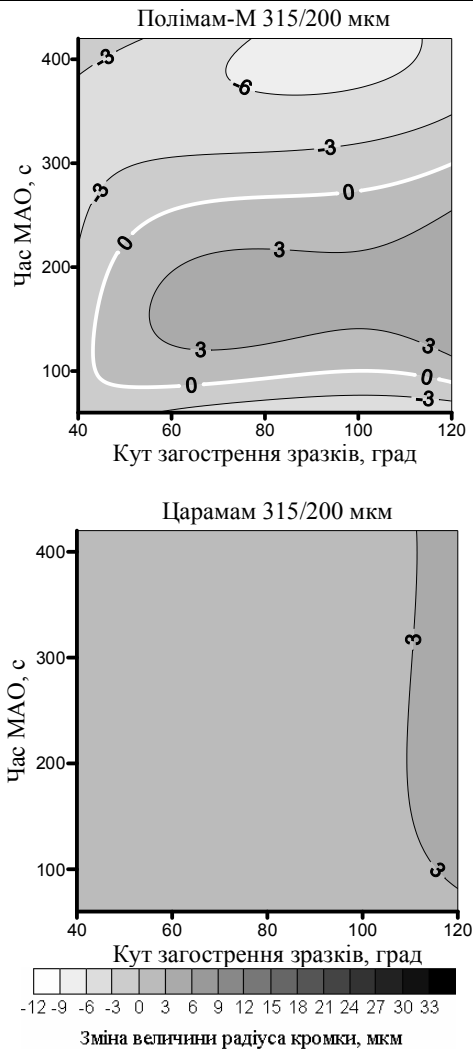 Полімам-М 315/200 мкм
400
300
200
100
Час МАО, с
-3
-6
-3
-3
0
0
3
3
3
0
0
-3
40 60 80 100 120
Кут загострення зразків, град
Царамам 315/200 мкм
400
300
200
100
Час МАО, с
3
3
40 60 80 100 120
Кут загострення зразків, град
-12 -9 -6 -3 0 3 6 9 12 15 18 21 24 27 30 33
Зміна величини радіуса кромки, мкм